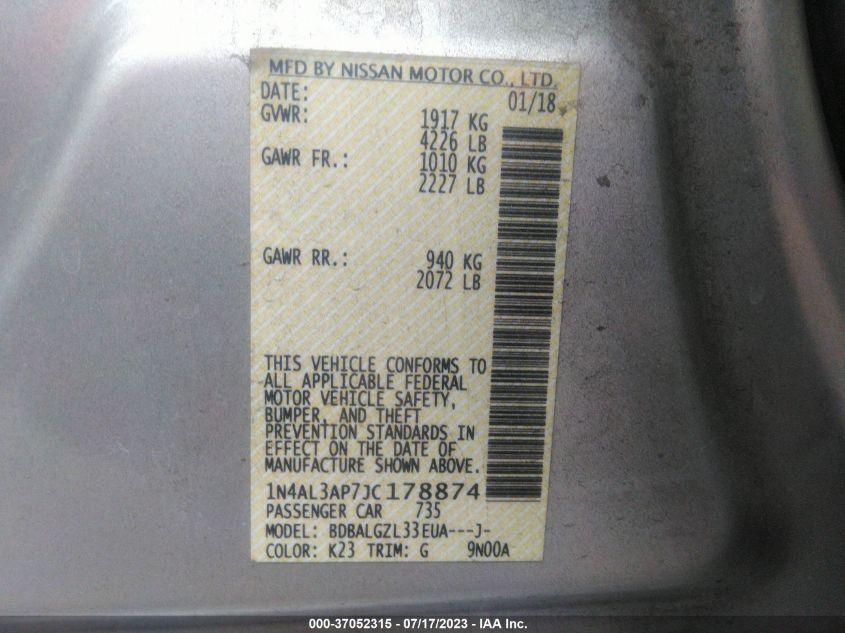 MFD BY NISSAN MOTOR CO., LTD.
DATE: 01/18
GVWR: 1917 KG
4226 LB
GAWR FR.: 1010 KG
2227 LB
GAWR RR.: 940 KG
2072 LB
THIS VEHICLE CONFORMS TO
ALL APPLICABLE FEDERAL
MOTOR VEHICLE SAFETY,
BUMPER, AND THEFT
PREVENTION STANDARDS IN
EFFECT ON THE DATE OF
MANUFACTURE SHOWN ABOVE.
1N4AL3AP7JC178874
PASSENGER CAR 735
MODEL: BDBALGZL33EUA---J-
COLOR: K23 TRIM: G 9N00A
000-37052315 - 07/17/2023 - IAA Inc.